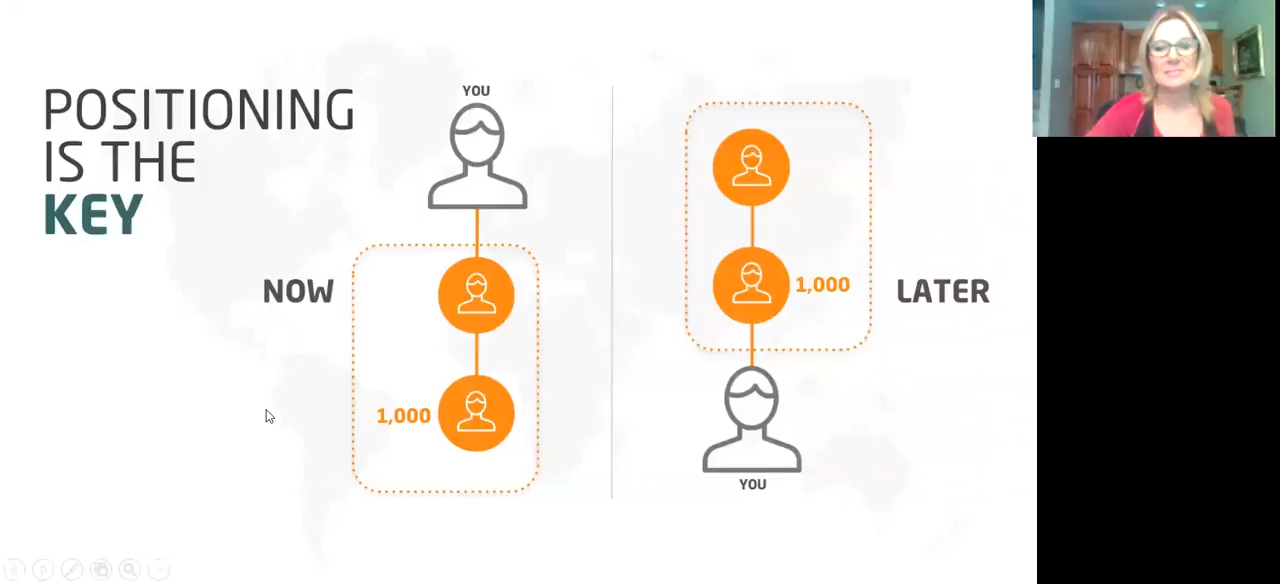 POSITIONING
IS THE
KEY
YOU
NOW
1,000
1,000
LATER
YOU